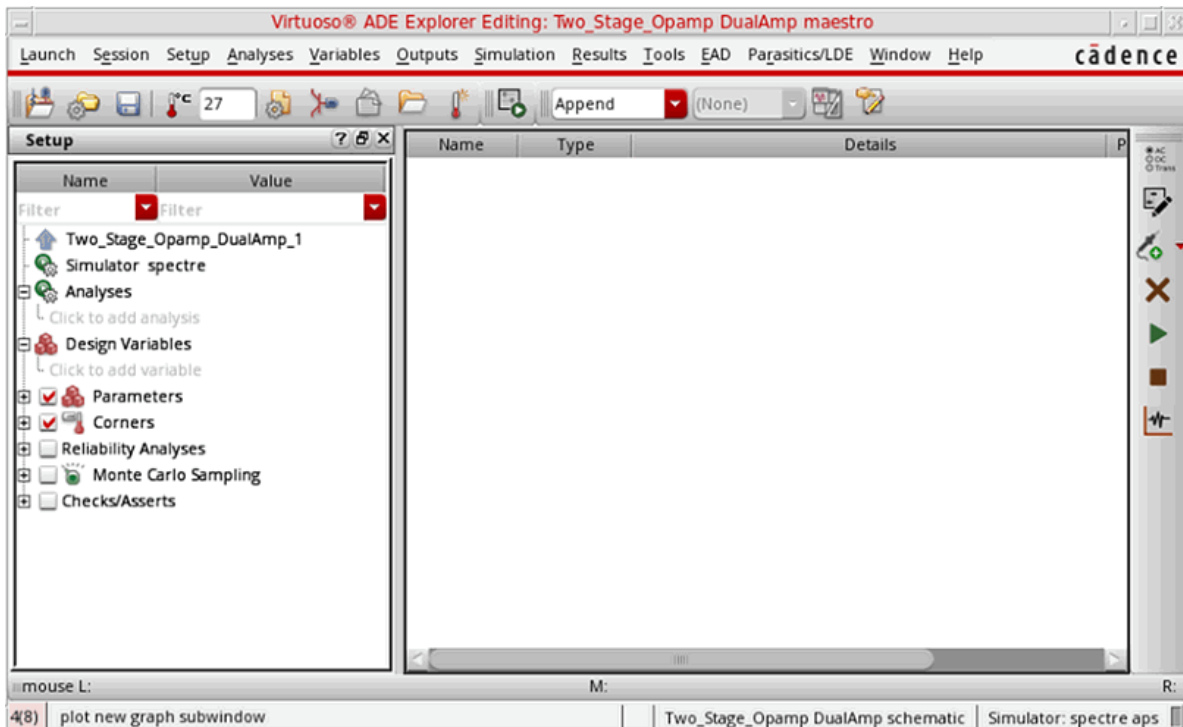 Virtuoso® ADE Explorer Editing: Two_Stage_Opamp DualAmp maestro
Launch Session Setup Analyses Variables Outputs Simulation Results Tools EAD Parasitics/LDE Window Help cādence
°C 27 Append (None)
Setup ? X
Name Type Details P
AC
DC
Trans
Name Value
Filter Filter
Two_Stage_Opamp_DualAmp_1
Simulator spectre
Analyses
Click to add analysis
Design Variables
Click to add variable
Parameters
Corners
Reliability Analyses
Monte Carlo Sampling
Checks/Asserts
mouse L: M: R:
4(8) plot new graph subwindow Two_Stage_Opamp DualAmp schematic Simulator: spectre aps